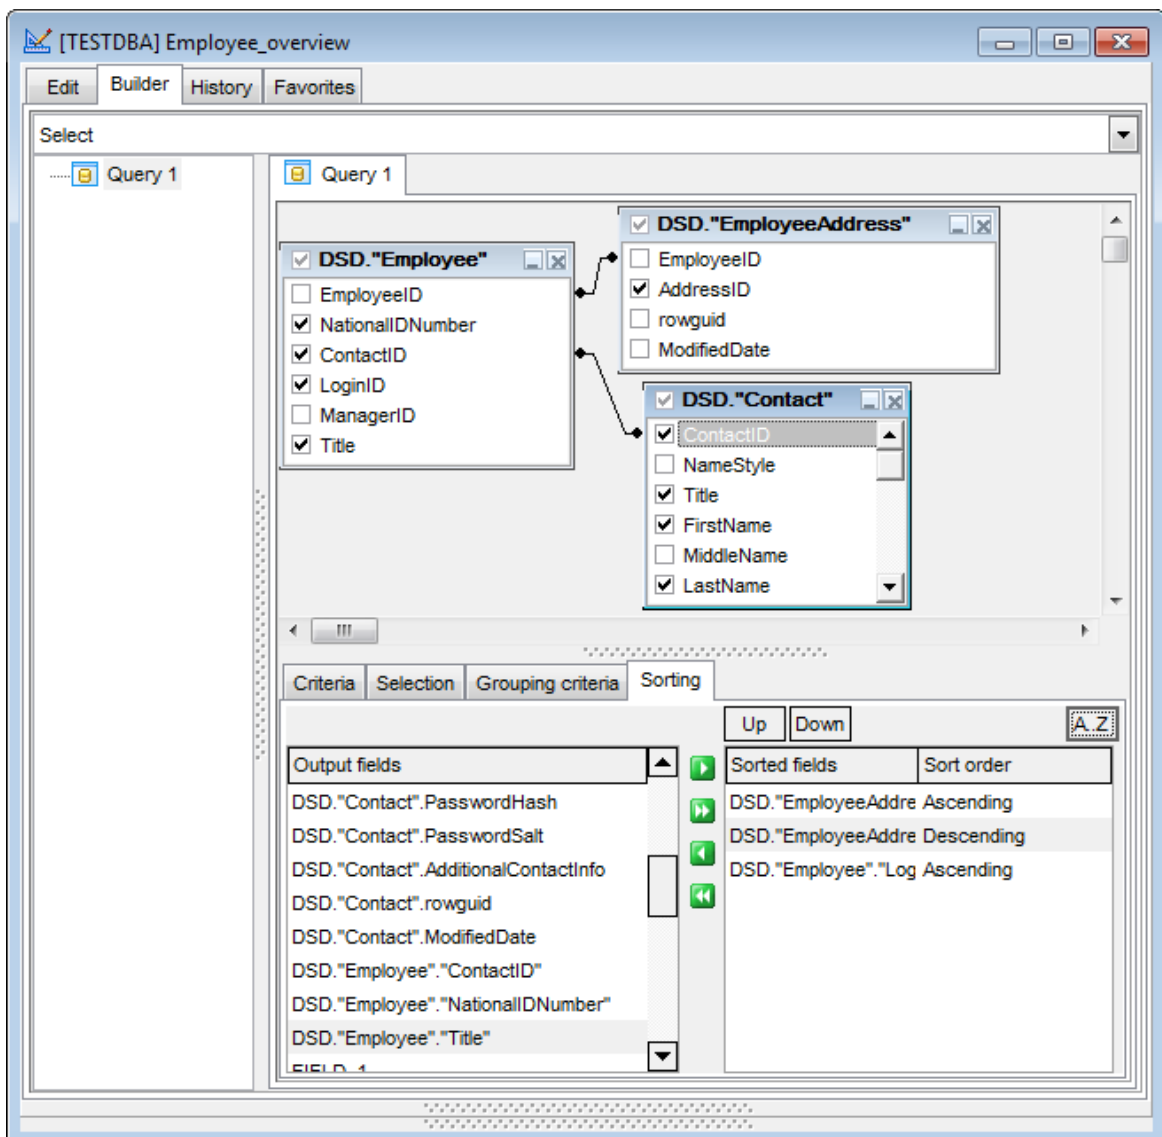 [TESTDBA] Employee_overview
Edit Builder History Favorites
Select
Query 1
Query 1
DSD."Employee"
EmployeeID
NationalIDNumber
ContactID
LoginID
ManagerID
Title
DSD."EmployeeAddress"
EmployeeID
AddressID
rowguid
ModifiedDate
DSD."Contact"
ContactID
NameStyle
Title
FirstName
MiddleName
LastName
Criteria Selection Grouping criteria Sorting
Up Down A..Z
Output fields
DSD."Contact".PasswordHash
DSD."Contact".PasswordSalt
DSD."Contact".AdditionalContactInfo
DSD."Contact".rowguid
DSD."Contact".ModifiedDate
DSD."Employee"."ContactID"
DSD."Employee"."NationalIDNumber"
DSD."Employee"."Title"
FIELD_1
Sorted fields Sort order
DSD."EmployeeAddre Ascending
DSD."EmployeeAddre Descending
DSD."Employee"."Log Ascending